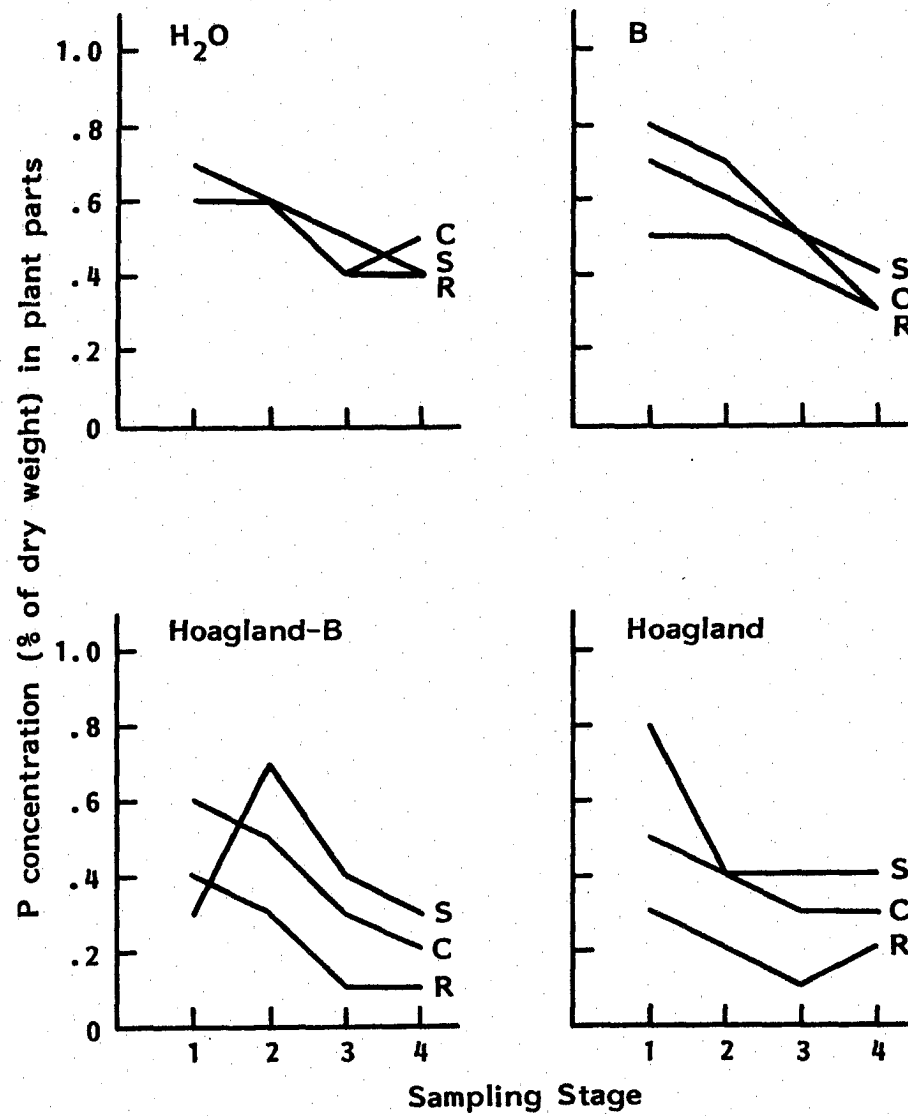 P concentration (% of dry weight) in plant parts
H2O
1.0
.8
.6
.4
.2
0
C
S
R
B
S
C
R
Hoagland-B
1.0
.8
.6
.4
.2
0
S
C
R
1 2 3 4
Hoagland
S
C
R
1 2 3 4
Sampling Stage